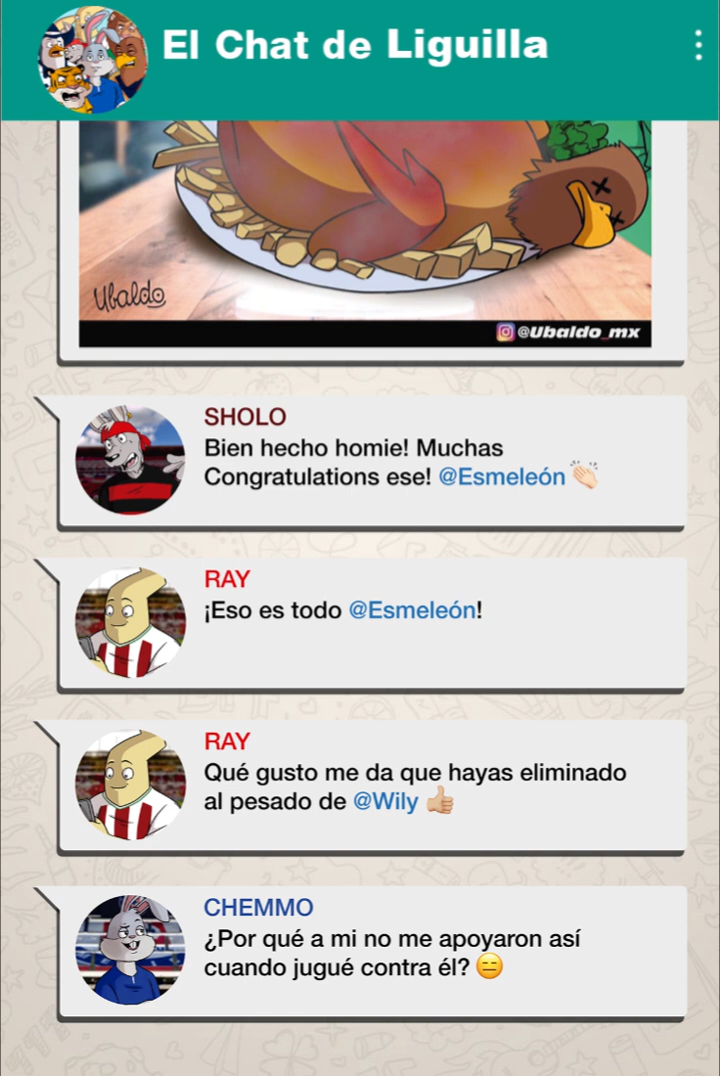 El Chat de Liguilla
Ubaldo
@Ubaldo_mx
SHOLO
Bien hecho homie! Muchas
Congratulations ese! @Esmeleón 👏🏻
RAY
¡Eso es todo @Esmeleón!
RAY
Qué gusto me da que hayas eliminado
al pesado de @Wily 👍🏼
CHEMMO
¿Por qué a mi no me apoyaron así
cuando jugué contra él? 😑